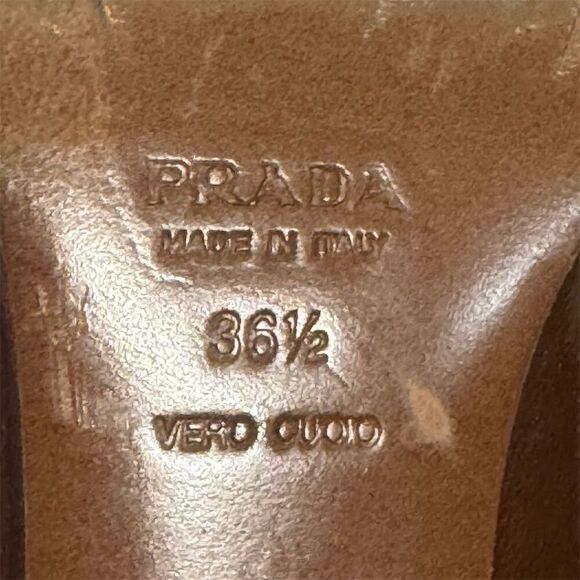 PRADA
MADE IN ITALY
36½
VERO CUOIO